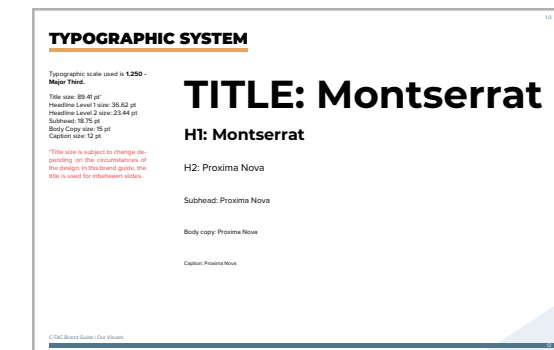 12
TYPOGRAPHIC SYSTEM
Typographic scale used is 1.250 -
Major Third.
Title size: 89.41 pt*
Headline Level 1 size: 36.62 pt
Headline Level 2 size: 23.44 pt
Subhead: 18.75 pt
Body Copy size: 15 pt
Caption size: 12 pt
*Title size is subject to change de-
pending on the circumstances of
the design. In this brand guide, the
title is used for inbetween slides.
TITLE: Montserrat
H1: Montserrat
H2: Proxima Nova
Subhead: Proxima Nova
Body copy: Proxima Nova
Caption: Proxima Nova
C-TAC Brand Guide | Our Visuals
12